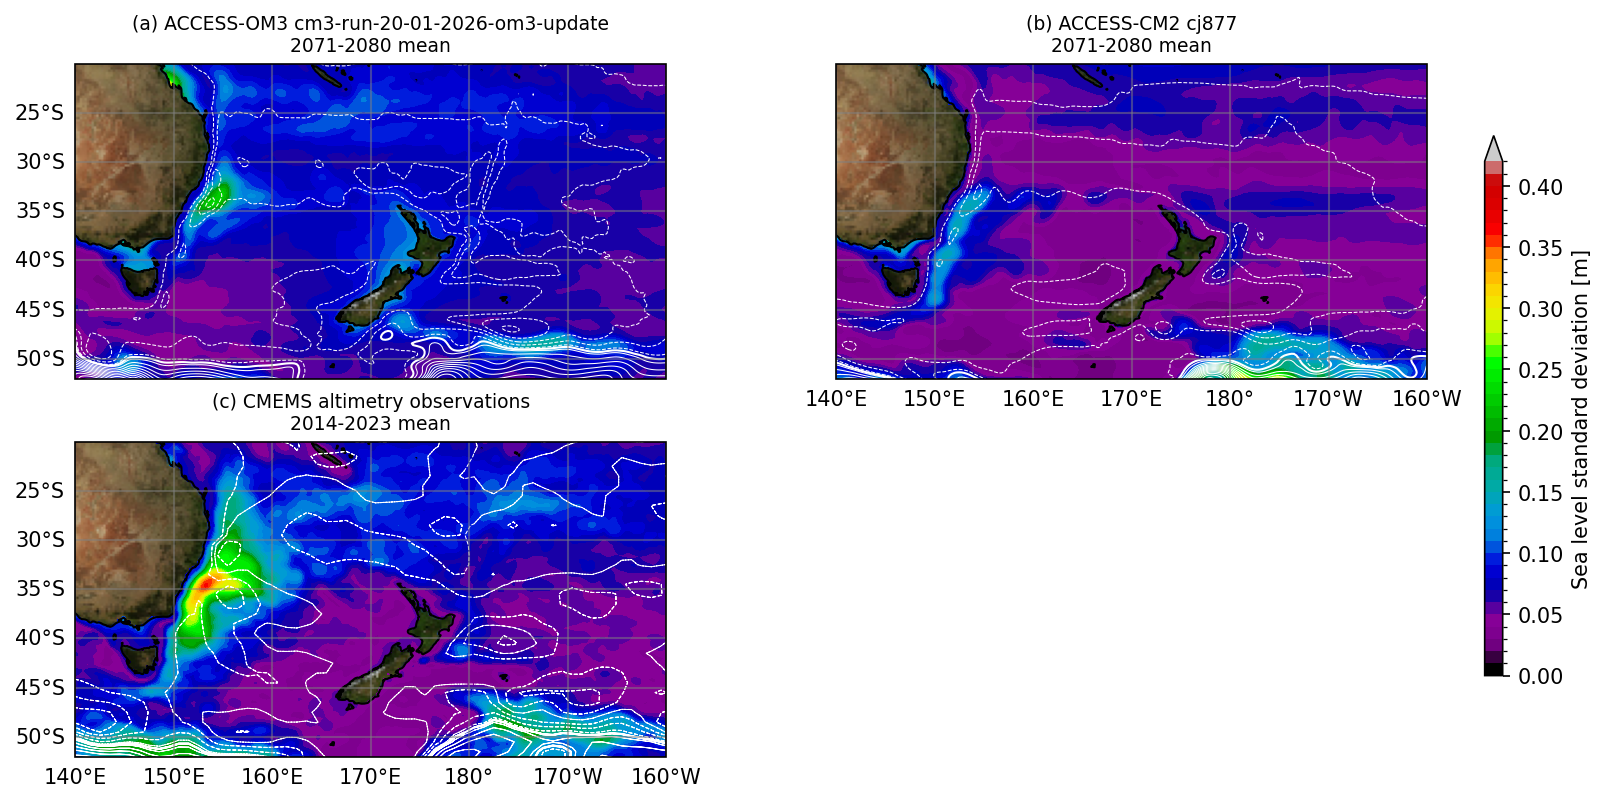 (a) ACCESS-OM3 cm3-run-20-01-2026-om3-update
2071-2080 mean
(b) ACCESS-CM2 cj877
2071-2080 mean
25°S
30°S
35°S
40°S
45°S
50°S
140°E 150°E 160°E 170°E 180° 170°W 160°W
(c) CMEMS altimetry observations
2014-2023 mean
25°S
30°S
35°S
40°S
45°S
50°S
140°E 150°E 160°E 170°E 180° 170°W 160°W
0.40
0.35
0.30
0.25
0.20
0.15
0.10
0.05
0.00
Sea level standard deviation [m]